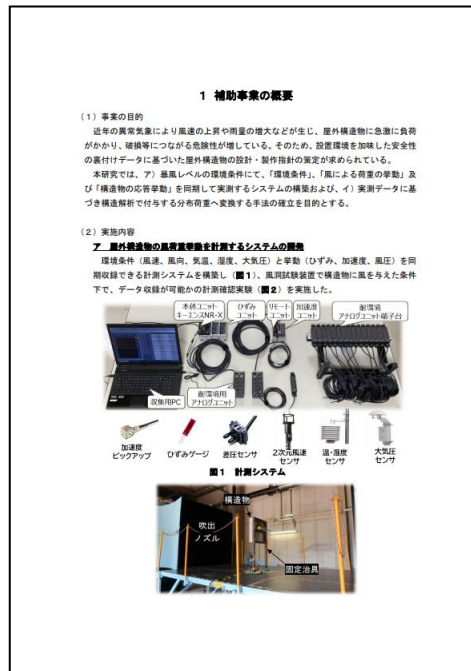 1 補助事業の概要
（１）事業の目的
近年の異常気象により風速の上昇や雨量の増大などが生じ、屋外構造物に急激に負荷
がかかり、破損等につながる危険性が増している。そのため、設置環境を加味した安全性
の裏付けデータに基づいた屋外構造物の設計・製作指針の策定が求められている。
本研究では、ア）暴風レベルの環境条件にて、「環境条件」、「風による荷重の挙動」及
び「構造物の応答挙動」を同期して実測するシステムの構築および、イ）実測データに基
づき構造解析で付与する分布荷重へ変換する手法の確立を目的とする。
（２）実施内容
ア 屋外構造物の風荷重挙動を計測するシステムの開発
環境条件（風速、風向、気温、湿度、大気圧）と挙動（ひずみ、加速度、風圧）を同
期収録できる計測システムを構築し（図１）、風洞試験装置で構造物に風を与えた条件
下で、データ収録が可能かの計測確認実験（図２）を実施した。
本体ユニット
キーエンスNR-X
ひずみ
ユニット
リモート
ユニット
加速度
ユニット
耐環境
アナログユニット端子台
収集用PC
耐環境用
アナログユニット
加速度
ピックアップ
ひずみゲージ
差圧センサ
2次元風速
センサ
温・湿度
センサ
大気圧
センサ
図１ 計測システム
構造物
吹出
ノズル
固定治具